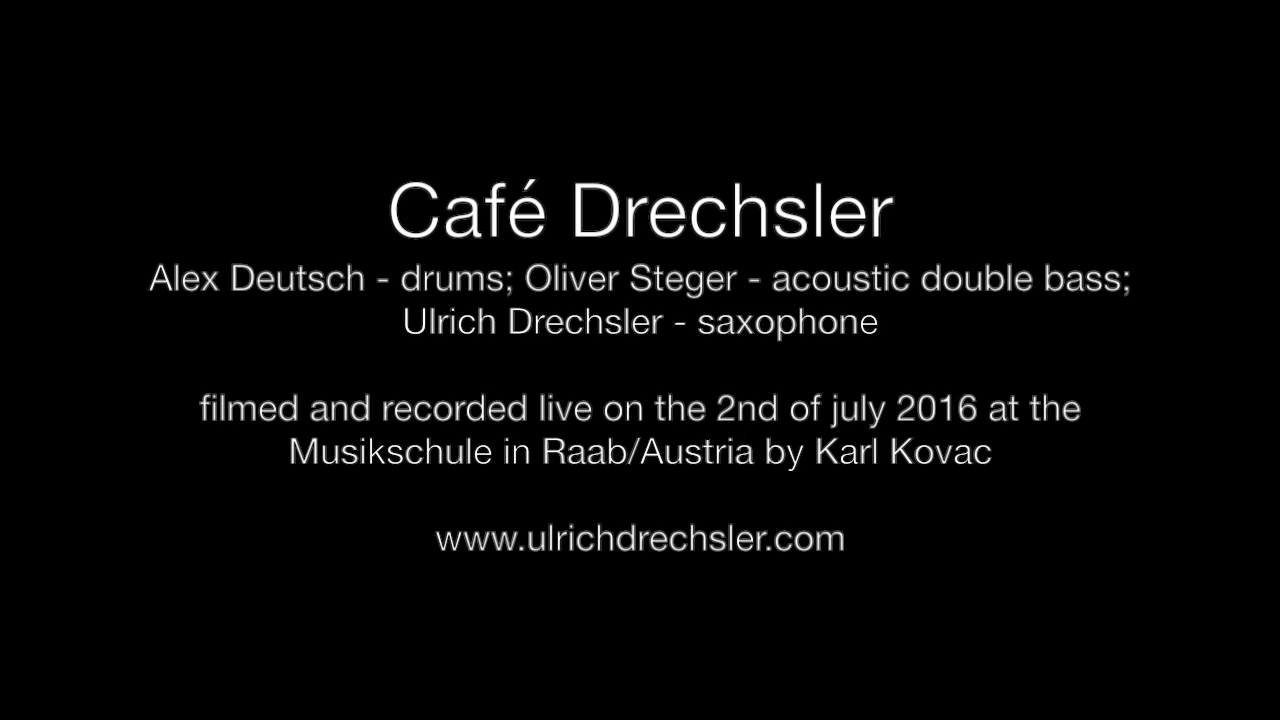 Café Drechsler
Alex Deutsch - drums; Oliver Steger - acoustic double bass;
Ulrich Drechsler - saxophone
filmed and recorded live on the 2nd of july 2016 at the
Musikschule in Raab/Austria by Karl Kovac
www.ulrichdrechsler.com